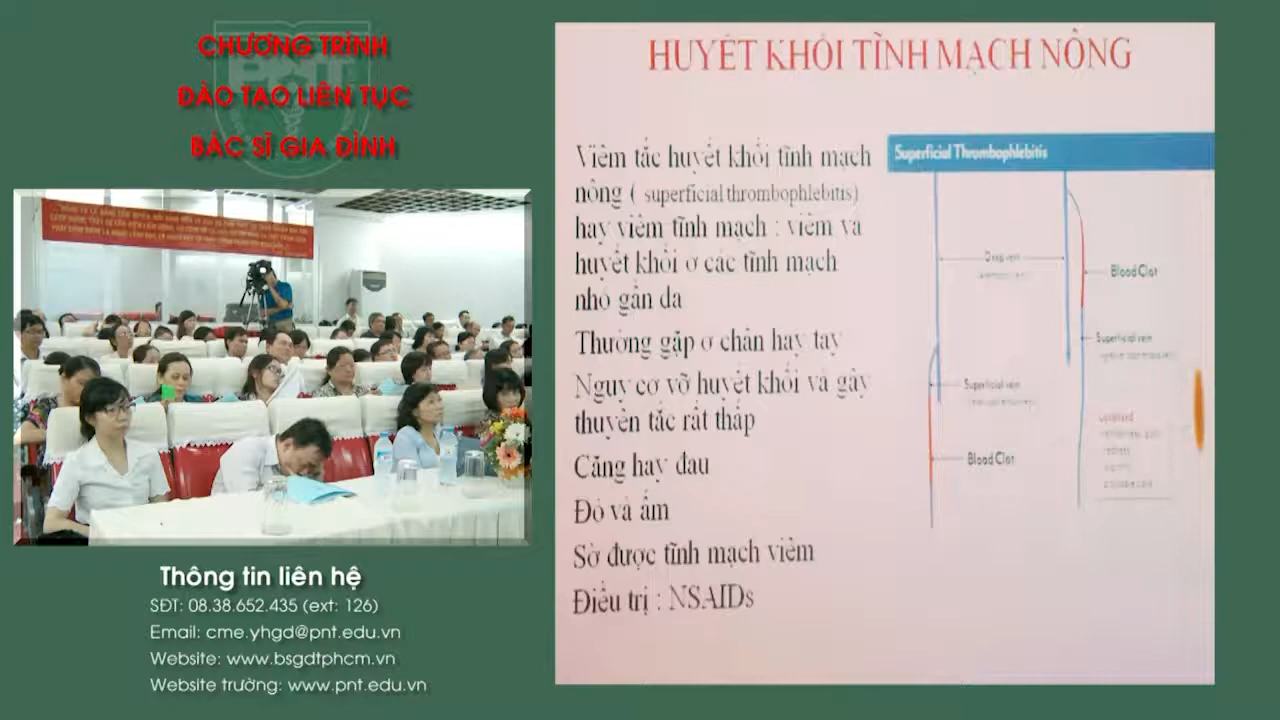 CHƯƠNG TRÌNH
ĐÀO TẠO LIÊN TỤC
BÁC SĨ GIA ĐÌNH
PNT
Thông tin liên hệ
SĐT: 08.38.652.435 (ext: 126)
Email: cme.yhgd@pnt.edu.vn
Website: www.bsgdtphcm.vn
Website trường: www.pnt.edu.vn
HUYẾT KHỐI TĨNH MẠCH NÔNG
Viêm tắc huyết khối tĩnh mạch
nông ( superficial thrombophlebitis)
hay viêm tĩnh mạch : viêm và
huyết khối ở các tĩnh mạch
nhỏ gần da
Thường gặp ở chân hay tay
Nguy cơ vỡ huyết khối và gây
thuyên tắc rất thấp
Căng hay đau
Đỏ và ấm
Sờ được tĩnh mạch viêm
Điều trị : NSAIDs
Superficial Thrombophlebitis
Deep vein
Blood Clot
Superficial vein
Superficial vein
Blood Clot